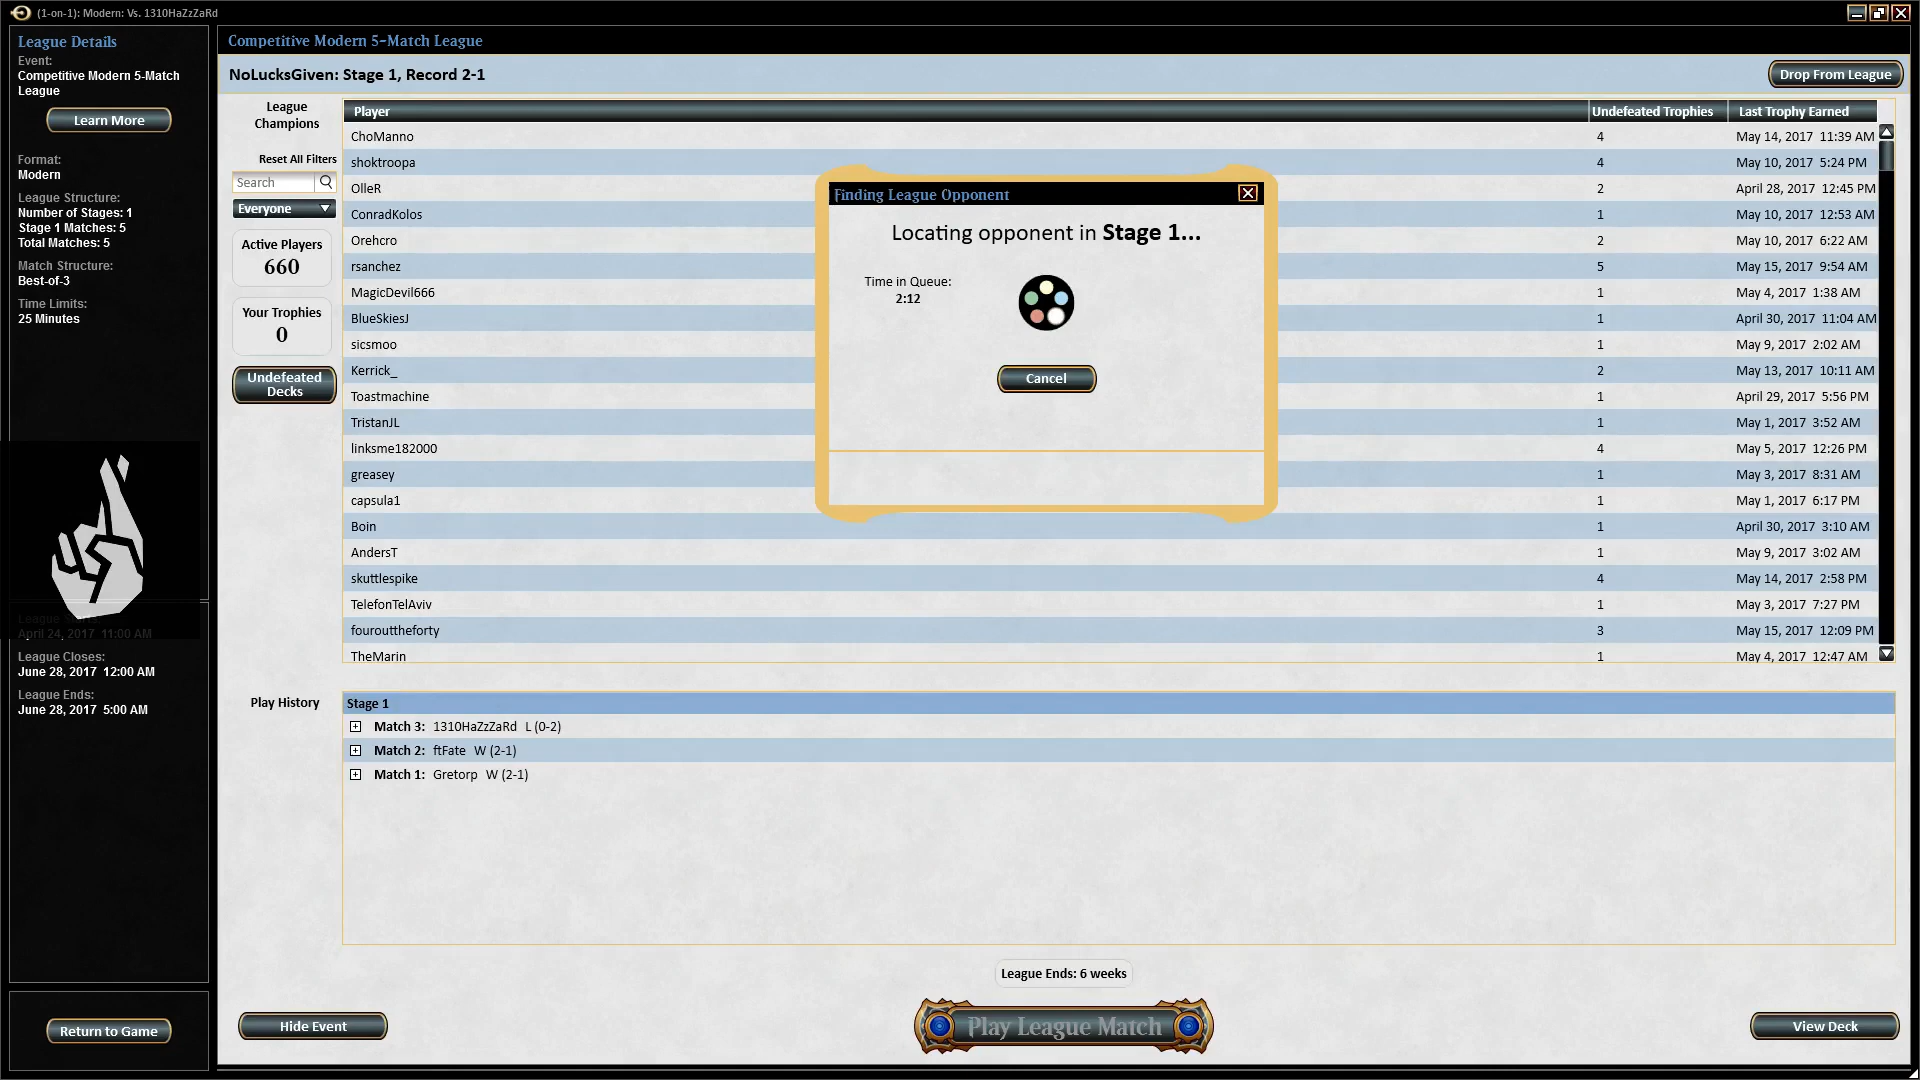 (1-on-1): Modern: Vs. 1310HaZzZaRd
League Details
Event:
Competitive Modern 5-Match
League
Learn More
Format:
Modern
League Structure:
Number of Stages: 1
Stage 1 Matches: 5
Total Matches: 5
Match Structure:
Best-of-3
Time Limits:
25 Minutes
League Starts:
April 24, 2017 11:00 AM
League Closes:
June 28, 2017 12:00 AM
League Ends:
June 28, 2017 5:00 AM
Return to Game
Competitive Modern 5-Match League
NoLucksGiven: Stage 1, Record 2-1
Drop From League
League
Champions
Reset All Filters
Search
Everyone
Active Players
660
Your Trophies
0
Undefeated
Decks
Player Undefeated Trophies Last Trophy Earned
ChoManno 4 May 14, 2017 11:39 AM
shoktroopa 4 May 10, 2017 5:24 PM
OlleR 2 April 28, 2017 12:45 PM
ConradKolos 1 May 10, 2017 12:53 AM
Orehcro 2 May 10, 2017 6:22 AM
rsanchez 5 May 15, 2017 9:54 AM
MagicDevil666 1 May 4, 2017 1:38 AM
BlueSkiesJ 1 April 30, 2017 11:04 AM
sicsmoo 1 May 9, 2017 2:02 AM
Kerrick_ 2 May 13, 2017 10:11 AM
Toastmachine 1 April 29, 2017 5:56 PM
TristanJL 1 May 1, 2017 3:52 AM
linksme182000 4 May 5, 2017 12:26 PM
greasey 1 May 3, 2017 8:31 AM
capsula1 1 May 1, 2017 6:17 PM
Boin 1 April 30, 2017 3:10 AM
AndersT 1 May 9, 2017 3:02 AM
skuttlespike 4 May 14, 2017 2:58 PM
TelefonTelAviv 1 May 3, 2017 7:27 PM
fourouttheforty 3 May 15, 2017 12:09 PM
TheMarin 1 May 4, 2017 12:47 AM
Finding League Opponent
Locating opponent in Stage 1...
Time in Queue:
2:12
Cancel
Play History
Stage 1
Match 3: 1310HaZzZaRd L (0-2)
Match 2: ftFate W (2-1)
Match 1: Gretorp W (2-1)
League Ends: 6 weeks
Hide Event
Play League Match
View Deck